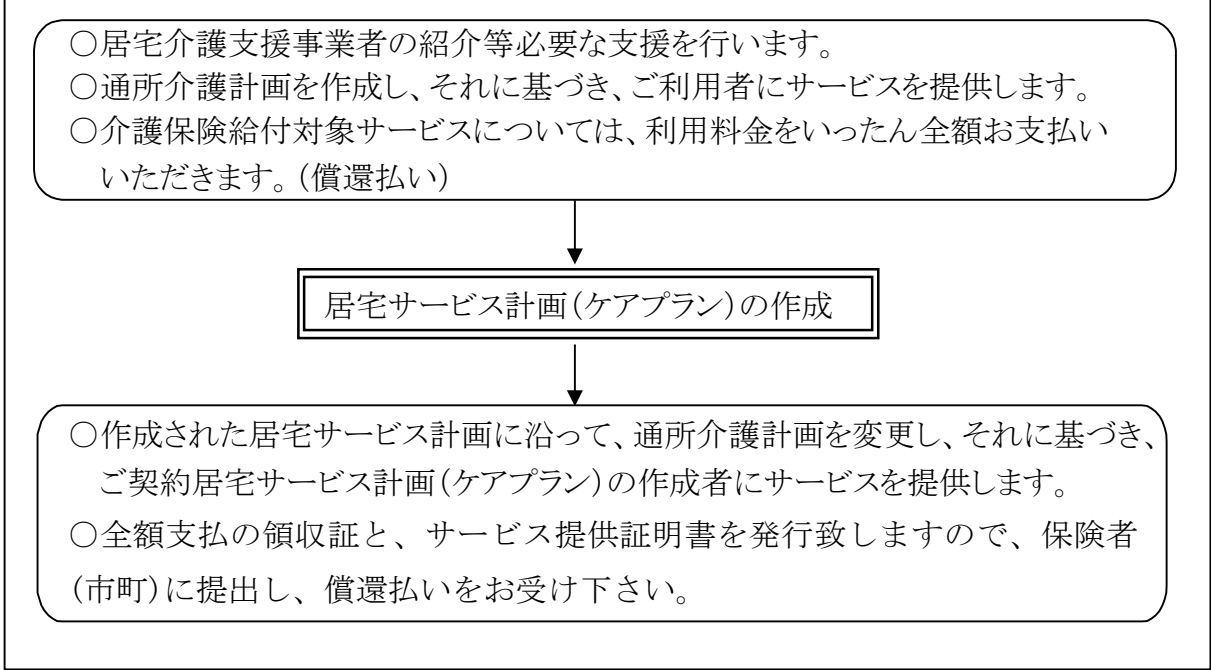 ○居宅介護支援事業者の紹介等必要な支援を行います。
○通所介護計画を作成し、それに基づき、ご利用者にサービスを提供します。
○介護保険給付対象サービスについては、利用料金をいったん全額お支払い
いただきます。(償還払い)
居宅サービス計画(ケアプラン)の作成
○作成された居宅サービス計画に沿って、通所介護計画を変更し、それに基づき、
ご契約居宅サービス計画(ケアプラン)の作成者にサービスを提供します。
○全額支払の領収証と、サービス提供証明書を発行致しますので、保険者
(市町)に提出し、償還払いをお受け下さい。